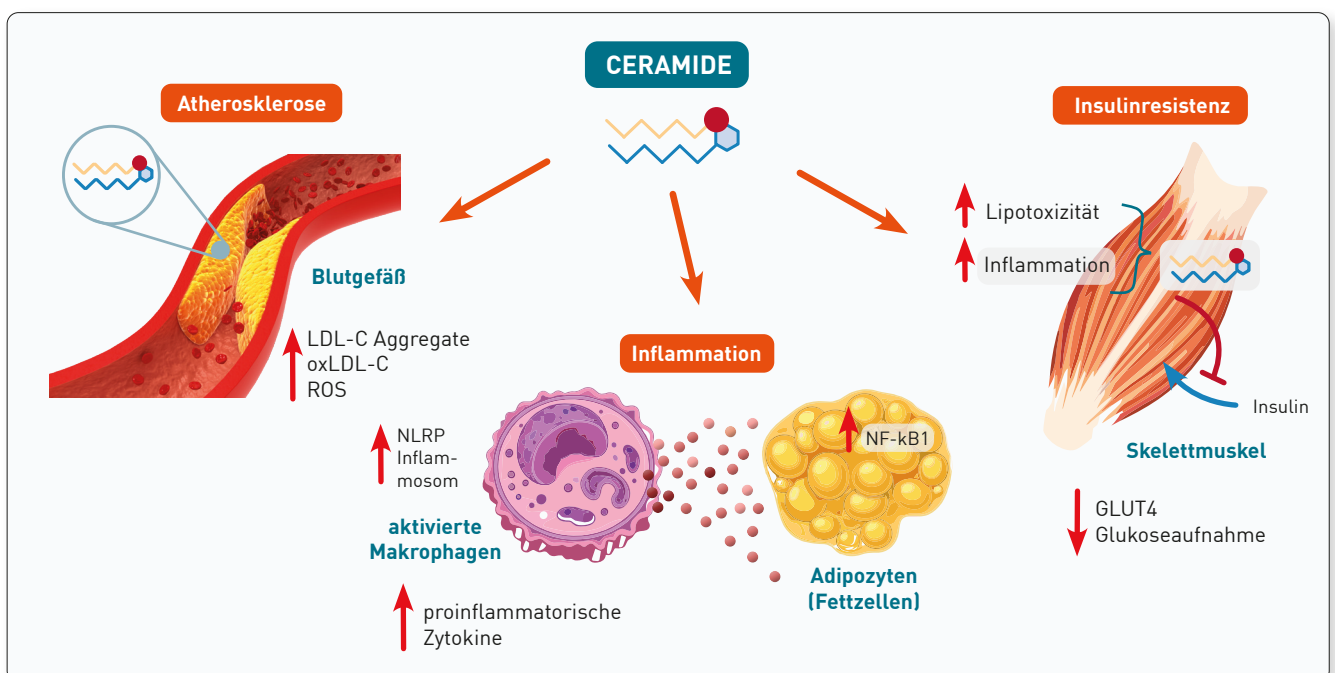 CERAMIDE
Atherosklerose
Blutgefäß
LDL-C Aggregate
oxLDL-C
ROS
Inflammation
NLRP
Inflam-
mosom
aktivierte
Makrophagen
proinflammatorische
Zytokine
NF-kB1
Adipozyten
(Fettzellen)
Insulinresistenz
Lipotoxizität
Inflammation
Insulin
Skelettmuskel
GLUT4
Glukoseaufnahme